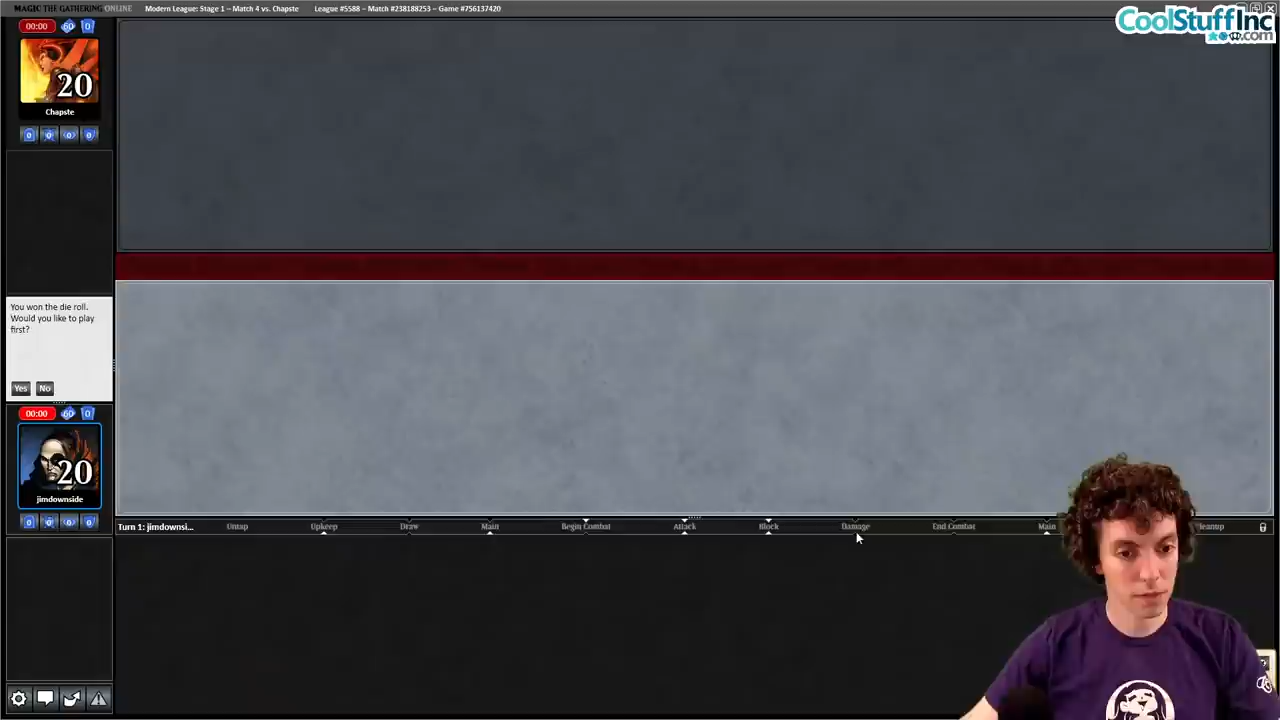 MAGIC THE GATHERING ONLINE
Modern League: Stage 1 – Match 4 vs. Chapste
League #5588 – Match #238188253 – Game #756137420
CoolStuffInc
.com
00:00 60 0
20
Chapste
0 0 0 0
You won the die roll.
Would you like to play
first?
Yes No
00:00 60 0
20
jimdownside
0 0 0 0
Turn 1: jimdownsi... Untap Upkeep Draw Main Begin Combat Attack Block Damage End Combat Main